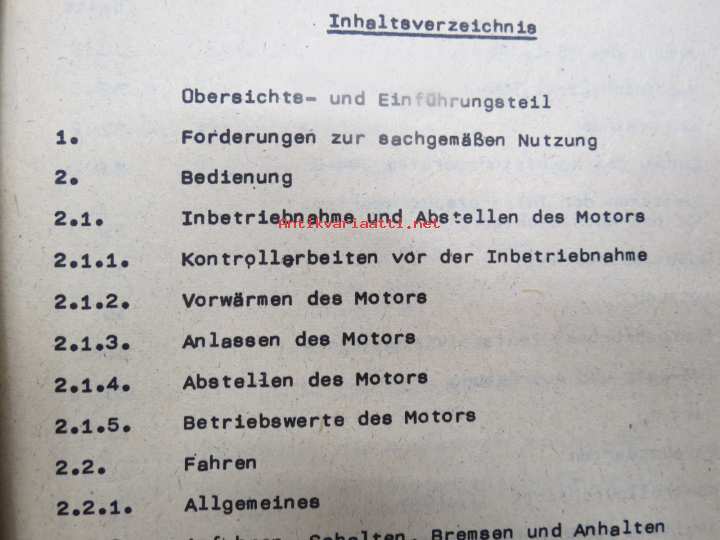 Inhaltsverzeichnis
Obersichts- und Einführungsteil
1. Forderungen zur sachgemäßen Nutzung
2. Bedienung
2.1. Inbetriebnahme und Abstellen des Motors
Antikvariaatti.net
2.1.1. Kontrollarbeiten vor der Inbetriebnahme
2.1.2. Vorwärmen des Motors
2.1.3. Anlassen des Motors
2.1.4. Abstellen des Motors
2.1.5. Betriebswerte des Motors
2.2. Fahren
2.2.1. Allgemeines
Anfahren, Schalten, Bremsen und Anhalten